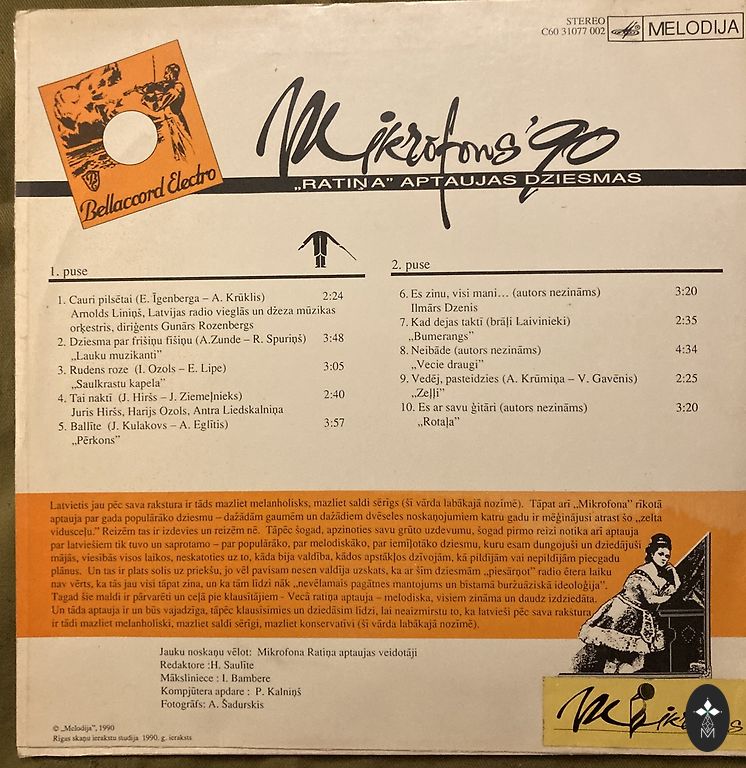 STEREO
C60 31077 002
MELODIJA
Bellaccord Electro
Mikrofons '90
„RATIŅA” APTAUJAS DZIESMAS
1. puse
1. Cauri pilsētai (E. Īgenberga – A. Krūklis) 2:24
Arnolds Liniņš, Latvijas radio vieglās un džeza mūzikas
orķestris, diriģents Gunārs Rozenbergs
2. Dziesma par frišiņu fišiņu (A.Zunde – R. Spuriņš) 3:48
„Lauku muzikanti”
3. Rudens roze (I. Ozols – E. Lipe) 3:05
„Saulkrastu kapela”
4. Tai naktī (J. Hiršs – J. Ziemeļnieks) 2:40
Juris Hiršs, Harijs Ozols, Antra Liedskalniņa
5. Ballīte (J. Kulakovs – A. Eglītis) 3:57
„Pērkons”
2. puse
6. Es zinu, visi mani... (autors nezināms) 3:20
Ilmārs Dzenis
7. Kad dejas taktī (brāļi Laivinieki) 2:35
„Bumerangs”
8. Neibāde (autors nezināms) 4:34
„Vecie draugi”
9. Vedēj, pasteidzies (A. Krūmiņa – V. Gavēnis) 2:25
„Zeļļi”
10. Es ar savu ģitāri (autors nezināms) 3:20
„Rotaļa”
Latvietis jau pēc sava rakstura ir tāds mazliet melanholisks, mazliet saldi sērīgs (šī vārda labākajā nozīmē). Tāpat arī „Mikrofona” rīkotā
aptauja par gada populārāko dziesmu – dažādām gaumēm un dažādiem dvēseles noskaņojumiem katru gadu ir mēģinājusi atrast šo „zelta
vidusceļu.” Reizēm tas ir izdevies un reizēm nē. Tāpēc šogad, apzinoties savu grūto uzdevumu, šogad pirmo reizi notika arī aptauja
par latviešiem tik tuvo un saprotamo – par populārāko, par melodiskāko, par iemīļotāko dziesmu, kuru esam dungojuši un dziedājuši
mājās, viesībās visos laikos, neskatoties uz to, kāda bija valdība, kādos apstākļos dzīvojām, kā pildījām vai nepildījām piecgadu
plānus. Un tas ir plats solis uz priekšu, jo vēl pavisam nesen valdīja uzskats, ka ar šīm dziesmām „piesārņot” radio ētera laiku
nav vērts, ka tās jau visi tāpat zina, un ka tām līdzi nāk „nevēlamais pagātnes mantojums un bīstamā buržuāziskā ideoloģija”.
Tagad šie maldi ir pārvarēti un ceļā pie klausītājiem - Vecā ratiņa aptauja – melodiska, visiem zināma un daudz izdziedāta.
Un tāda aptauja ir un būs vajadzīga, tāpēc klausīsimies un dziedāsim līdzi, lai neaizmirstu to, ka latvieši pēc sava rakstura
ir tādi mazliet melanholiski, mazliet saldi sērīgi, mazliet konservatīvi (šī vārda labākajā nozīmē).
Jauku noskaņu vēlot: Mikrofona Ratiņa aptaujas veidotāji
Redaktore :H. Saulīte
Māksliniece : I. Bambere
Kompjūtera apdare : P. Kalniņš
Fotogrāfs: A. Šadurskis
© „Melodija”, 1990
Rīgas skaņu ierakstu studija 1990. g. ieraksts
M